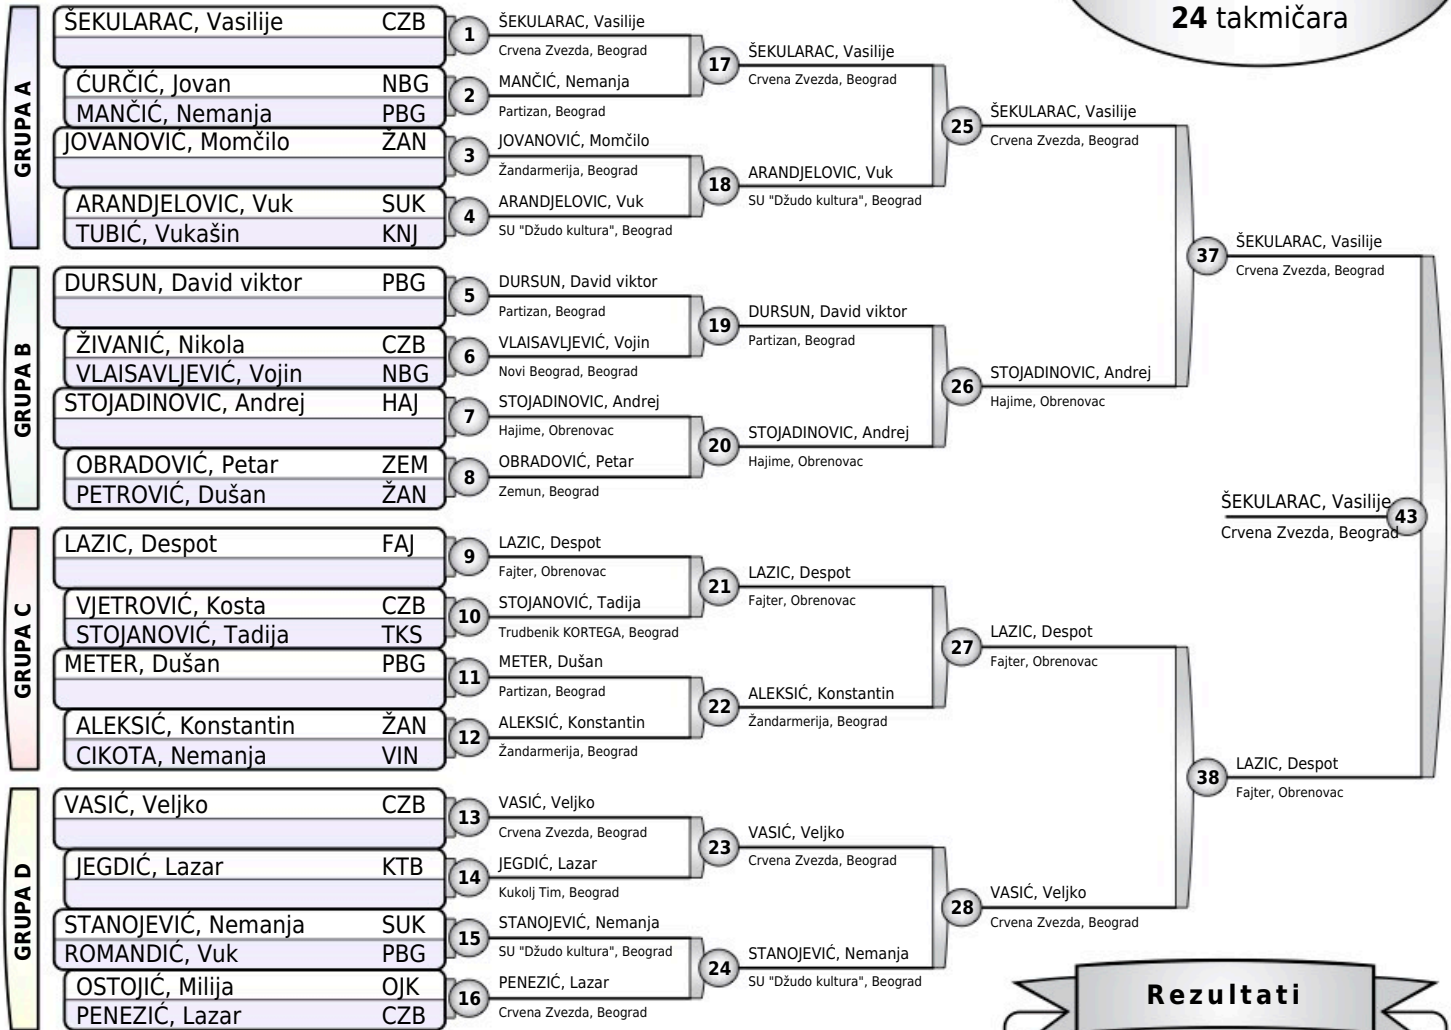 24 takmičara
GRUPA A
ŠEKULARAC, Vasilije CZB
ĆURČIĆ, Jovan NBG
MANČIĆ, Nemanja PBG
JOVANOVIĆ, Momčilo ŽAN
ARANDJELOVIC, Vuk SUK
TUBIĆ, Vukašin KNJ
GRUPA B
DURSUN, David viktor PBG
ŽIVANIĆ, Nikola CZB
VLAISAVLJEVIĆ, Vojin NBG
STOJADINOVIC, Andrej HAJ
OBRADOVIĆ, Petar ZEM
PETROVIĆ, Dušan ŽAN
GRUPA C
LAZIC, Despot FAJ
VJETROVIĆ, Kosta CZB
STOJANOVIĆ, Tadija TKS
METER, Dušan PBG
ALEKSIĆ, Konstantin ŽAN
CIKOTA, Nemanja VIN
GRUPA D
VASIĆ, Veljko CZB
JEGDIĆ, Lazar KTB
STANOJEVIĆ, Nemanja SUK
ROMANDIĆ, Vuk PBG
OSTOJIĆ, Milija OJK
PENEZIĆ, Lazar CZB
1
ŠEKULARAC, Vasilije
Crvena Zvezda, Beograd
2
MANČIĆ, Nemanja
Partizan, Beograd
3
JOVANOVIĆ, Momčilo
Žandarmerija, Beograd
4
ARANDJELOVIC, Vuk
SU "Džudo kultura", Beograd
5
DURSUN, David viktor
Partizan, Beograd
6
VLAISAVLJEVIĆ, Vojin
Novi Beograd, Beograd
7
STOJADINOVIC, Andrej
Hajime, Obrenovac
8
OBRADOVIĆ, Petar
Zemun, Beograd
9
LAZIC, Despot
Fajter, Obrenovac
10
STOJANOVIĆ, Tadija
Trudbenik KORTEGA, Beograd
11
METER, Dušan
Partizan, Beograd
12
ALEKSIĆ, Konstantin
Žandarmerija, Beograd
13
VASIĆ, Veljko
Crvena Zvezda, Beograd
14
JEGDIĆ, Lazar
Kukolj Tim, Beograd
15
STANOJEVIĆ, Nemanja
SU "Džudo kultura", Beograd
16
PENEZIĆ, Lazar
Crvena Zvezda, Beograd
17
ŠEKULARAC, Vasilije
Crvena Zvezda, Beograd
18
ARANDJELOVIC, Vuk
SU "Džudo kultura", Beograd
19
DURSUN, David viktor
Partizan, Beograd
20
STOJADINOVIC, Andrej
Hajime, Obrenovac
21
LAZIC, Despot
Fajter, Obrenovac
22
ALEKSIĆ, Konstantin
Žandarmerija, Beograd
23
VASIĆ, Veljko
Crvena Zvezda, Beograd
24
STANOJEVIĆ, Nemanja
SU "Džudo kultura", Beograd
25
ŠEKULARAC, Vasilije
Crvena Zvezda, Beograd
26
STOJADINOVIC, Andrej
Hajime, Obrenovac
27
LAZIC, Despot
Fajter, Obrenovac
28
VASIĆ, Veljko
Crvena Zvezda, Beograd
37
ŠEKULARAC, Vasilije
Crvena Zvezda, Beograd
38
LAZIC, Despot
Fajter, Obrenovac
ŠEKULARAC, Vasilije
43
Crvena Zvezda, Beograd
Rezultati